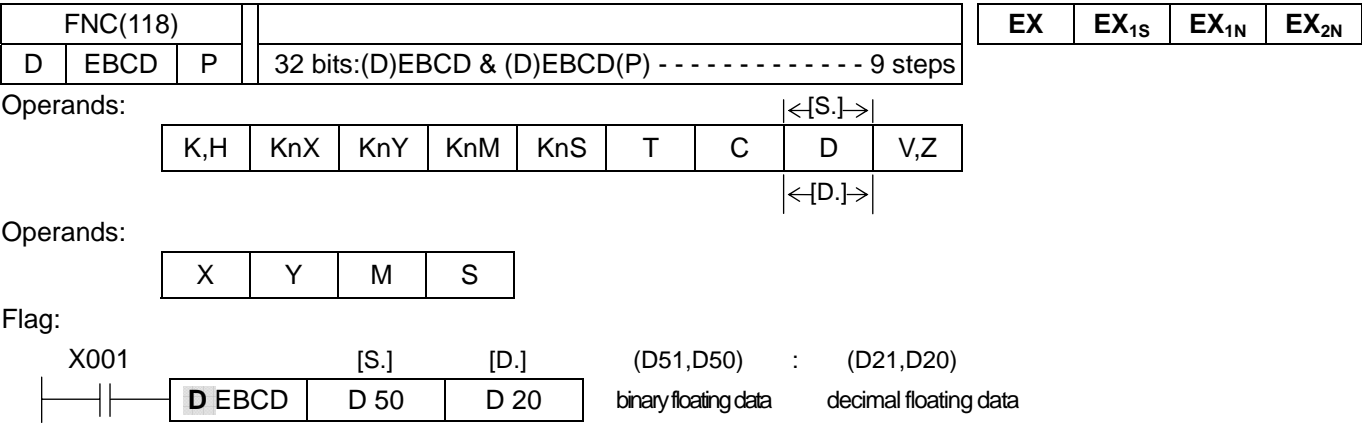 FNC(118) EX EX1S EX1N EX2N
D EBCD P 32 bits:(D)EBCD & (D)EBCD(P) - - - - - - - - - - - - - 9 steps
Operands: [S.]
K,H KnX KnY KnM KnS T C D V,Z
[D.]
Operands:
X Y M S
Flag:
X001 [S.] [D.] (D51,D50) : (D21,D20)
D EBCD D 50 D 20 binary floating data decimal floating data